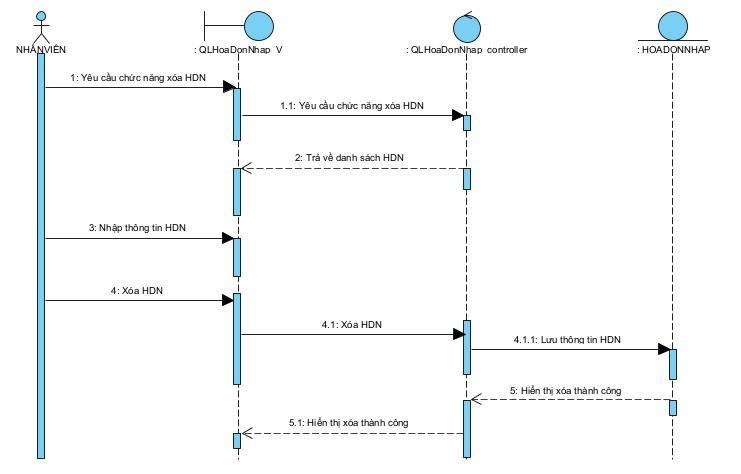 NHÂNVIÊN
: QLHoaDonNhap_V
: QLHoaDonNhap_controller
: HOADONNHAP
1: Yêu cầu chức năng xóa HDN
1.1: Yêu cầu chức năng xóa HDN
2: Trả về danh sách HDN
3: Nhập thông tin HDN
4: Xóa HDN
4.1: Xóa HDN
4.1.1: Lưu thông tin HDN
5: Hiển thị xóa thành công
5.1: Hiển thị xóa thành công